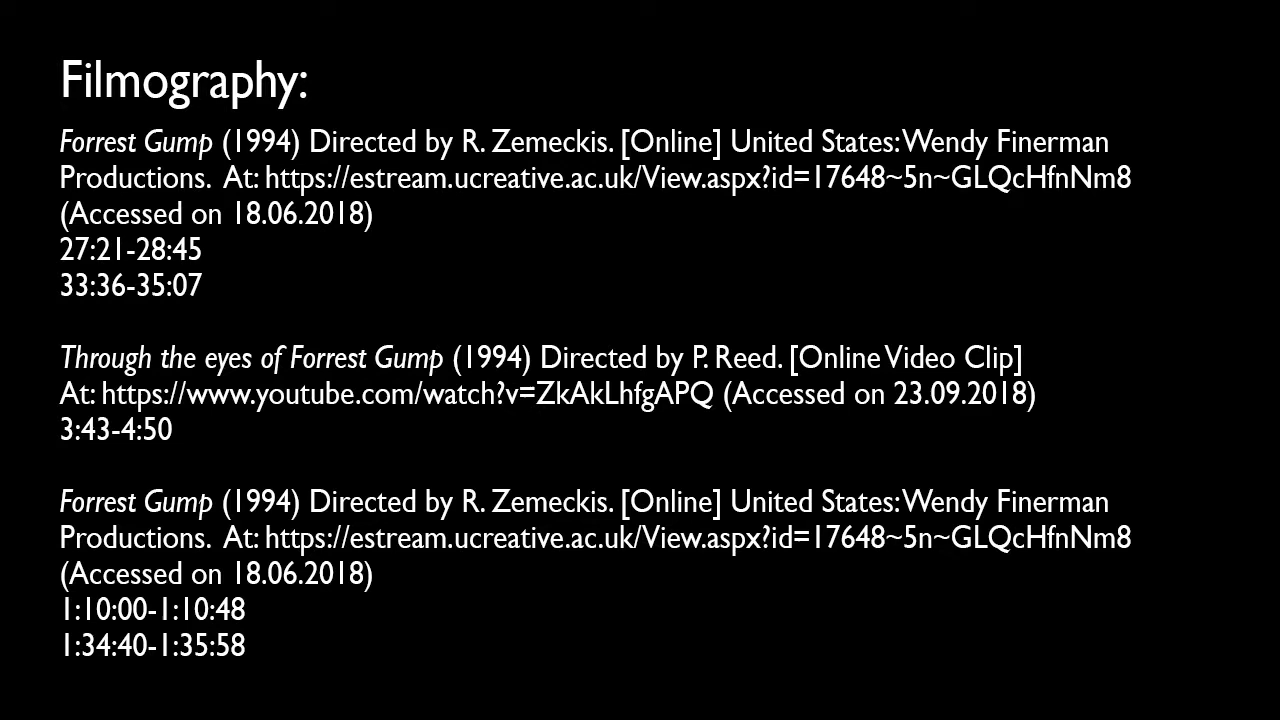 Filmography:
Forrest Gump (1994) Directed by R. Zemeckis. [Online] United States: Wendy Finerman
Productions. At: https://estream.ucreative.ac.uk/View.aspx?id=17648~5n~GLQcHfnNm8
(Accessed on 18.06.2018)
27:21-28:45
33:36-35:07
Through the eyes of Forrest Gump (1994) Directed by P. Reed. [Online Video Clip]
At: https://www.youtube.com/watch?v=ZkAkLhfgAPQ (Accessed on 23.09.2018)
3:43-4:50
Forrest Gump (1994) Directed by R. Zemeckis. [Online] United States: Wendy Finerman
Productions. At: https://estream.ucreative.ac.uk/View.aspx?id=17648~5n~GLQcHfnNm8
(Accessed on 18.06.2018)
1:10:00-1:10:48
1:34:40-1:35:58